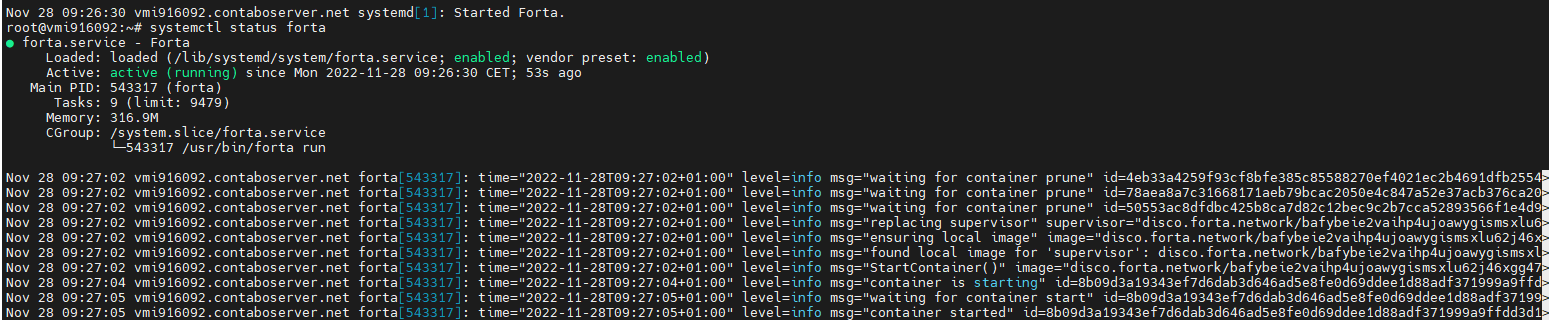 Nov 28 09:26:30 vmi916092.contaboserver.net systemd[1]: Started Forta.
root@vmi916092:~# systemctl status forta
● forta.service - Forta
Loaded: loaded (/lib/systemd/system/forta.service; enabled; vendor preset: enabled)
Active: active (running) since Mon 2022-11-28 09:26:30 CET; 53s ago
Main PID: 543317 (forta)
Tasks: 9 (limit: 9479)
Memory: 316.9M
CGroup: /system.slice/forta.service
└─543317 /usr/bin/forta run
Nov 28 09:27:02 vmi916092.contaboserver.net forta[543317]: time="2022-11-28T09:27:02+01:00" level=info msg="waiting for container prune" id=4eb33a4259f93cf8bfe385c85588270ef4021ec2b4691dfb2554>
Nov 28 09:27:02 vmi916092.contaboserver.net forta[543317]: time="2022-11-28T09:27:02+01:00" level=info msg="waiting for container prune" id=78aea8a7c31668171aeb79bcac2050e4c847a52e37acb376ca20>
Nov 28 09:27:02 vmi916092.contaboserver.net forta[543317]: time="2022-11-28T09:27:02+01:00" level=info msg="waiting for container prune" id=50553ac8dfdbc425b8ca7d82c12bec9c2b7cca52893566f1e4d9>
Nov 28 09:27:02 vmi916092.contaboserver.net forta[543317]: time="2022-11-28T09:27:02+01:00" level=info msg="replacing supervisor" supervisor="disco.forta.network/bafybeie2vaihp4ujoawygismsxlu6>
Nov 28 09:27:02 vmi916092.contaboserver.net forta[543317]: time="2022-11-28T09:27:02+01:00" level=info msg="ensuring local image" image="disco.forta.network/bafybeie2vaihp4ujoawygismsxlu62j46x>
Nov 28 09:27:02 vmi916092.contaboserver.net forta[543317]: time="2022-11-28T09:27:02+01:00" level=info msg="found local image for 'supervisor': disco.forta.network/bafybeie2vaihp4ujoawygismsxl>
Nov 28 09:27:02 vmi916092.contaboserver.net forta[543317]: time="2022-11-28T09:27:02+01:00" level=info msg="StartContainer()" image="disco.forta.network/bafybeie2vaihp4ujoawygismsxlu62j46xgg47>
Nov 28 09:27:04 vmi916092.contaboserver.net forta[543317]: time="2022-11-28T09:27:04+01:00" level=info msg="container is starting" id=8b09d3a19343ef7d6dab3d646ad5e8fe0d69ddee1d88adf371999a9ffd>
Nov 28 09:27:05 vmi916092.contaboserver.net forta[543317]: time="2022-11-28T09:27:05+01:00" level=info msg="waiting for container start" id=8b09d3a19343ef7d6dab3d646ad5e8fe0d69ddee1d88adf37199>
Nov 28 09:27:05 vmi916092.contaboserver.net forta[543317]: time="2022-11-28T09:27:05+01:00" level=info msg="container started" id=8b09d3a19343ef7d6dab3d646ad5e8fe0d69ddee1d88adf371999a9ffdd3d1>